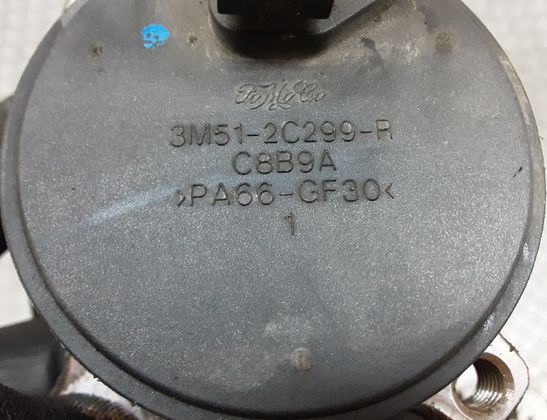 FoMoCo
3M51-2C299-R
C8B9A
>PA66-GF30<
1